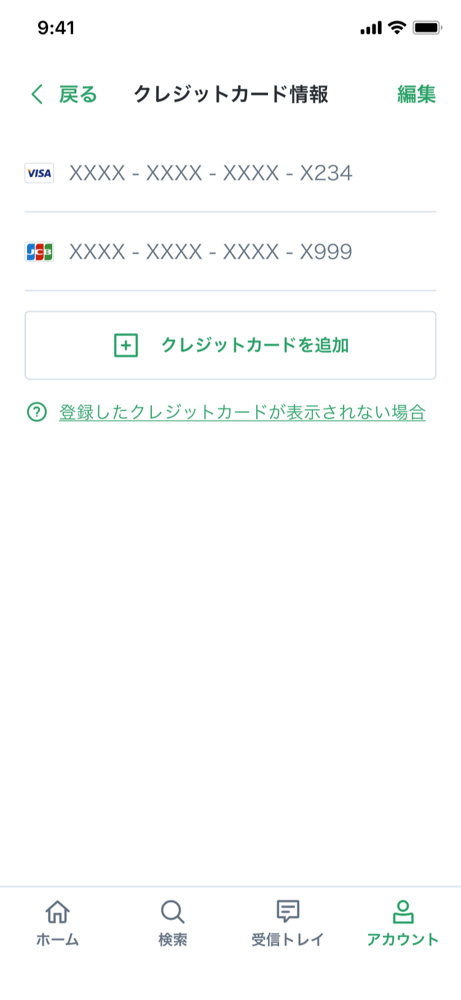 9:41
戻る クレジットカード情報 編集
VISA XXXX - XXXX - XXXX - X234
JCB XXXX - XXXX - XXXX - X999
クレジットカードを追加
登録したクレジットカードが表示されない場合
ホーム 検索 受信トレイ アカウント